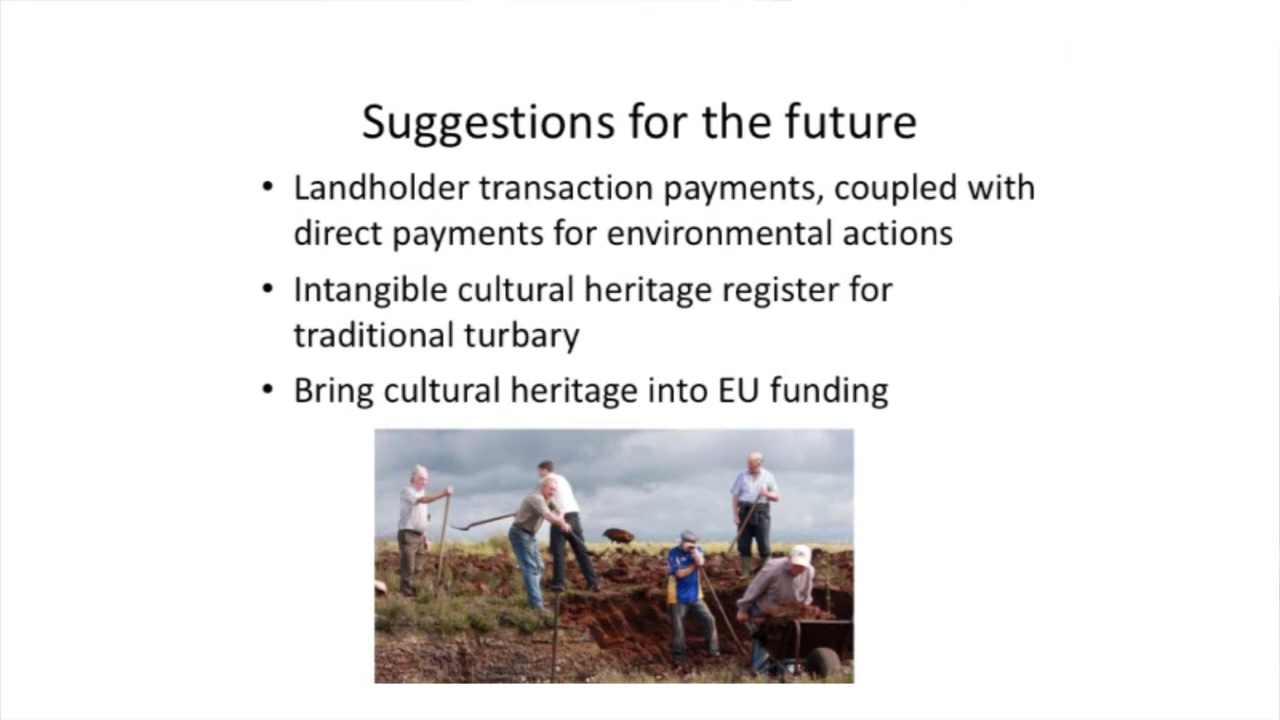 Suggestions for the future
• Landholder transaction payments, coupled with
direct payments for environmental actions
• Intangible cultural heritage register for
traditional turbary
• Bring cultural heritage into EU funding